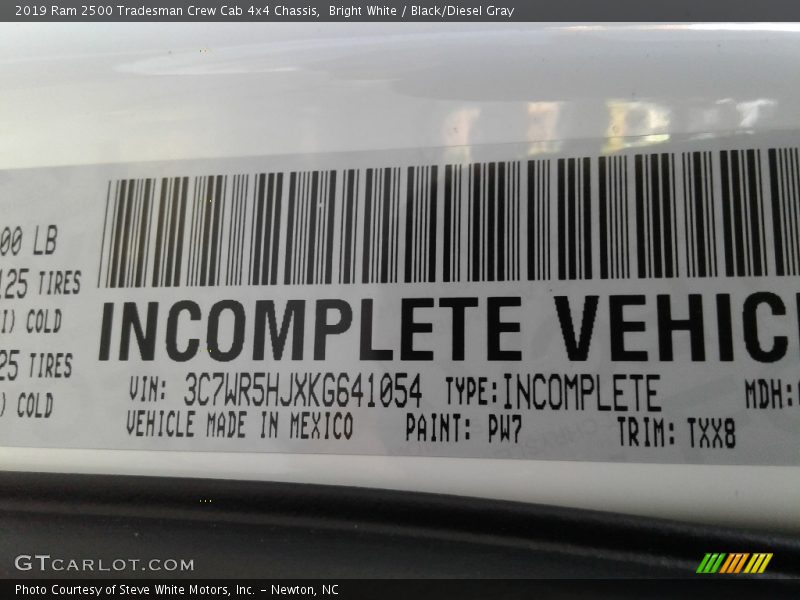 2019 Ram 2500 Tradesman Crew Cab 4x4 Chassis,  Bright White / Black/Diesel Gray
00 LB
125 TIRES
I) COLD
25 TIRES
) COLD
INCOMPLETE VEHIC
VIN: 3C7WR5HJXKG641054 TYPE: INCOMPLETE MDH:
VEHICLE MADE IN MEXICO PAINT: PW7 TRIM: TXX8
GTCARLOT.COM
Photo Courtesy of Steve White Motors, Inc. – Newton, NC